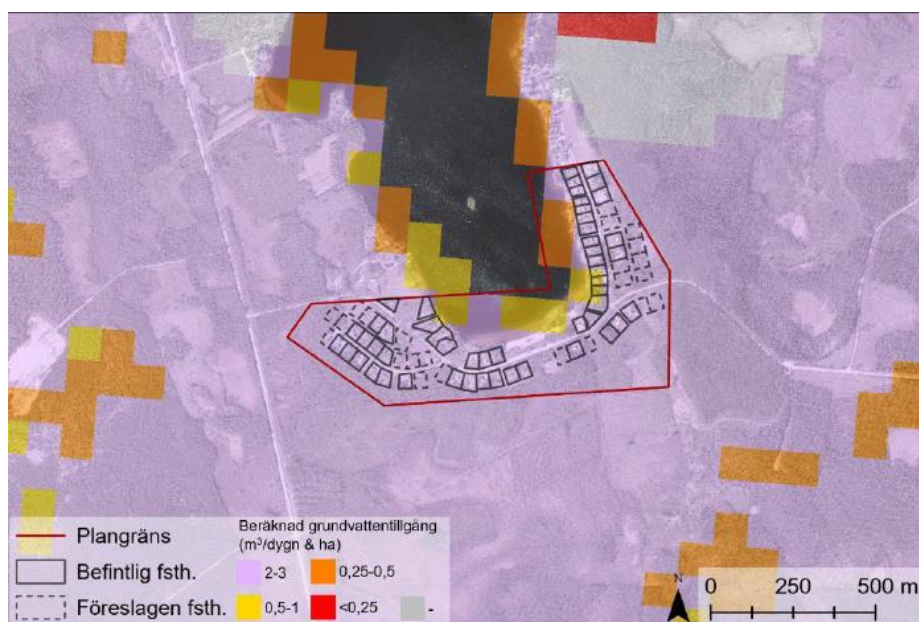 Plangräns
Befintlig fsth.
Föreslagen fsth.
Beräknad grundvattentillgång
(m³/dygn & ha)
2-3
0,25-0,5
0,5-1
<0,25
-
N
0 250 500 m